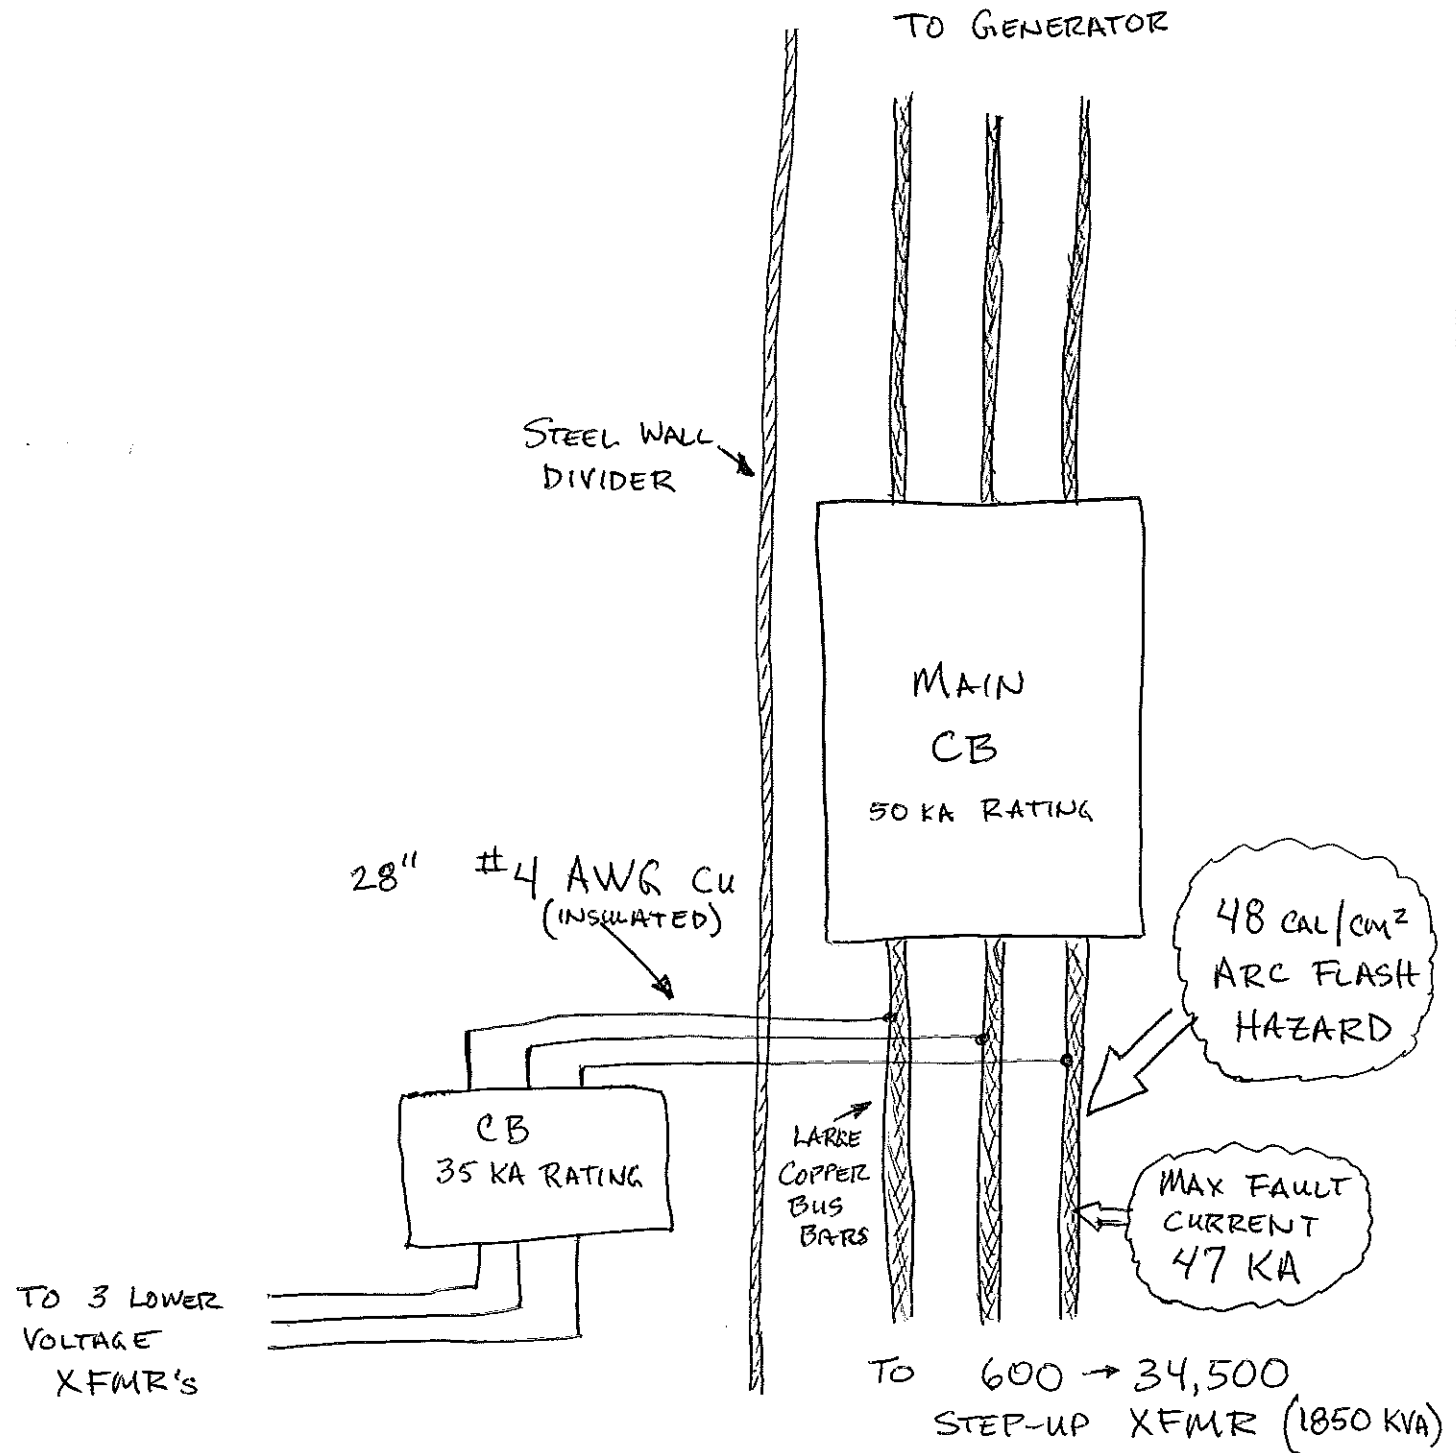 TO GENERATOR
STEEL WALL
DIVIDER
MAIN
CB
50 KA RATING
28" #4 AWG CU
(INSULATED)
48 CAL/CM²
ARC FLASH
HAZARD
CB
35 KA RATING
LARGE
COPPER
BUS
BARS
MAX FAULT
CURRENT
47 KA
TO 3 LOWER
VOLTAGE
XFMR'S
TO 600 → 34,500
STEP-UP XFMR (1850 KVA)